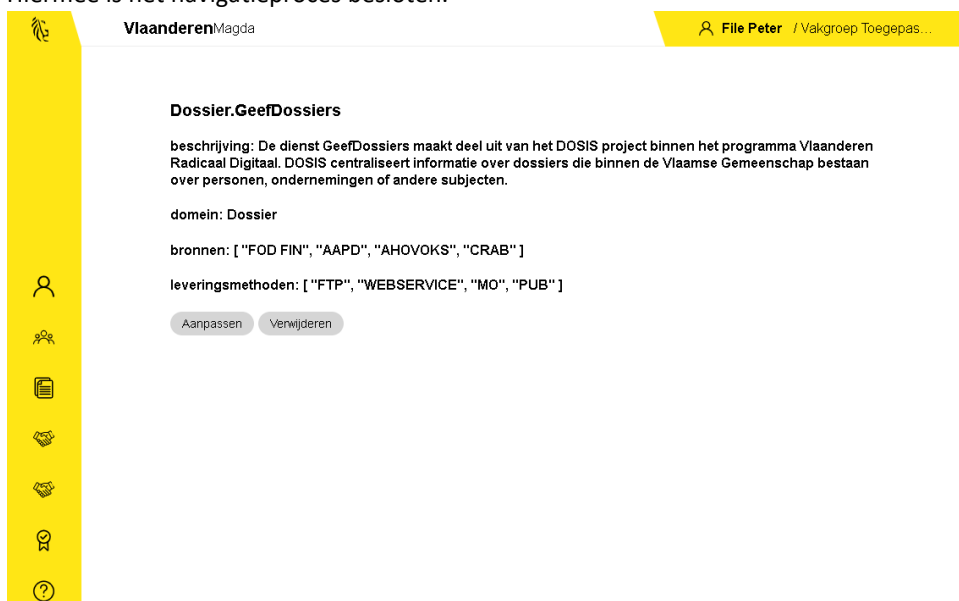 Hiermee is het navigatieproces besloten.
VlaanderenMagda
File Peter / Vakgroep Toegepas...
Dossier.GeefDossiers
beschrijving: De dienst GeefDossiers maakt deel uit van het DOSIS project binnen het programma Vlaanderen
Radicaal Digitaal. DOSIS centraliseert informatie over dossiers die binnen de Vlaamse Gemeenschap bestaan
over personen, ondernemingen of andere subjecten.
domein: Dossier
bronnen: [ "FOD FIN", "AAPD", "AHOVOKS", "CRAB" ]
leveringsmethoden: [ "FTP", "WEBSERVICE", "MO", "PUB" ]
Aanpassen Verwijderen